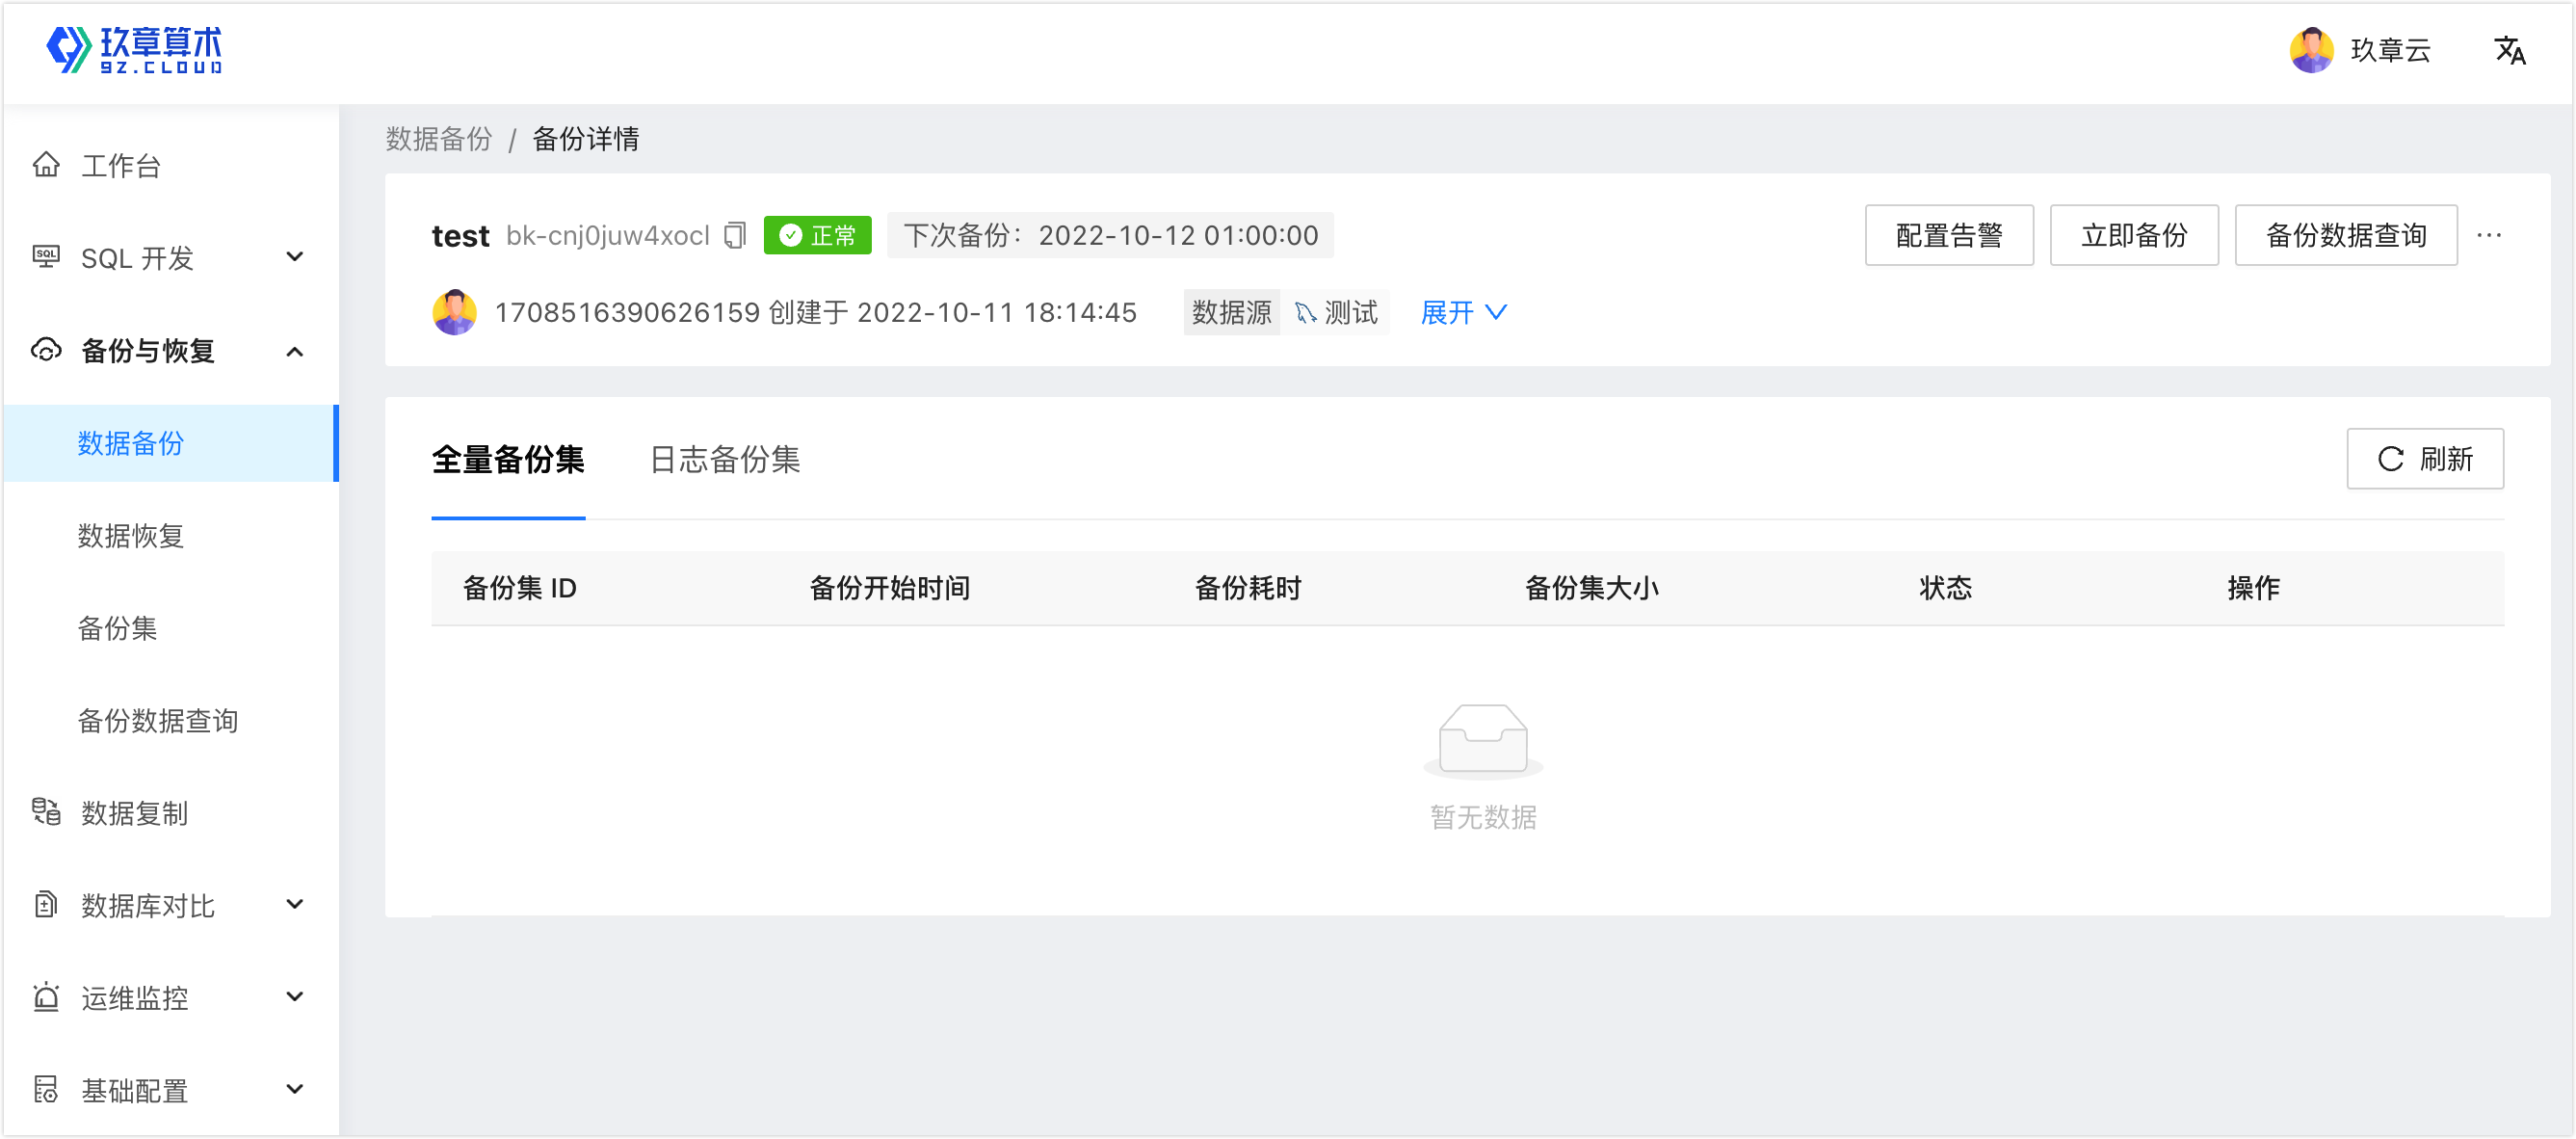 玖章算术
9Z.CLOUD
玖章云
工作台
SQL 开发
备份与恢复
数据备份
数据恢复
备份集
备份数据查询
数据复制
数据库对比
运维监控
基础配置
数据备份 / 备份详情
test bk-cnj0juw4xocl 正常 下次备份: 2022-10-12 01:00:00 配置告警 立即备份 备份数据查询 ...
1708516390626159 创建于 2022-10-11 18:14:45 数据源 测试 展开
全量备份集 日志备份集 刷新
备份集 ID 备份开始时间 备份耗时 备份集大小 状态 操作
暂无数据